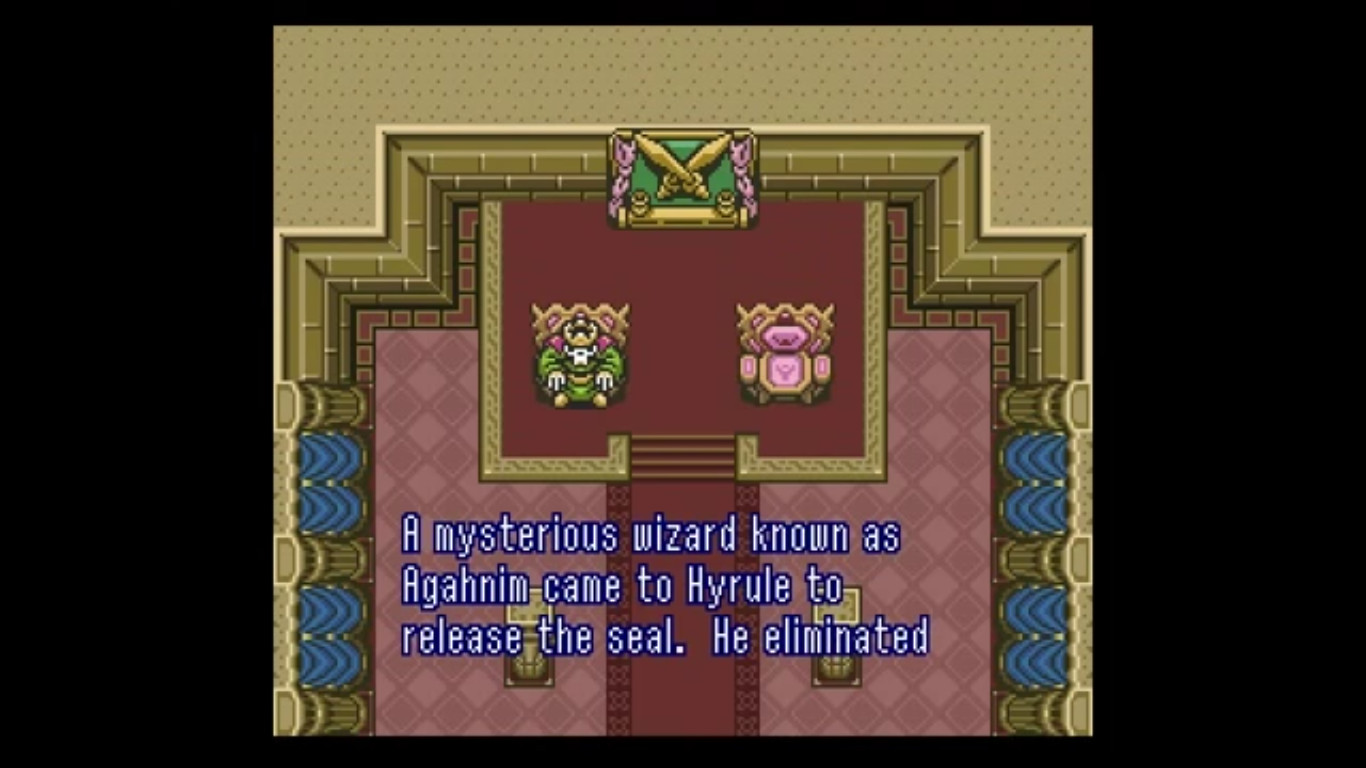 A mysterious wizard known as
Agahnim came to Hyrule to
release the seal.  He eliminated